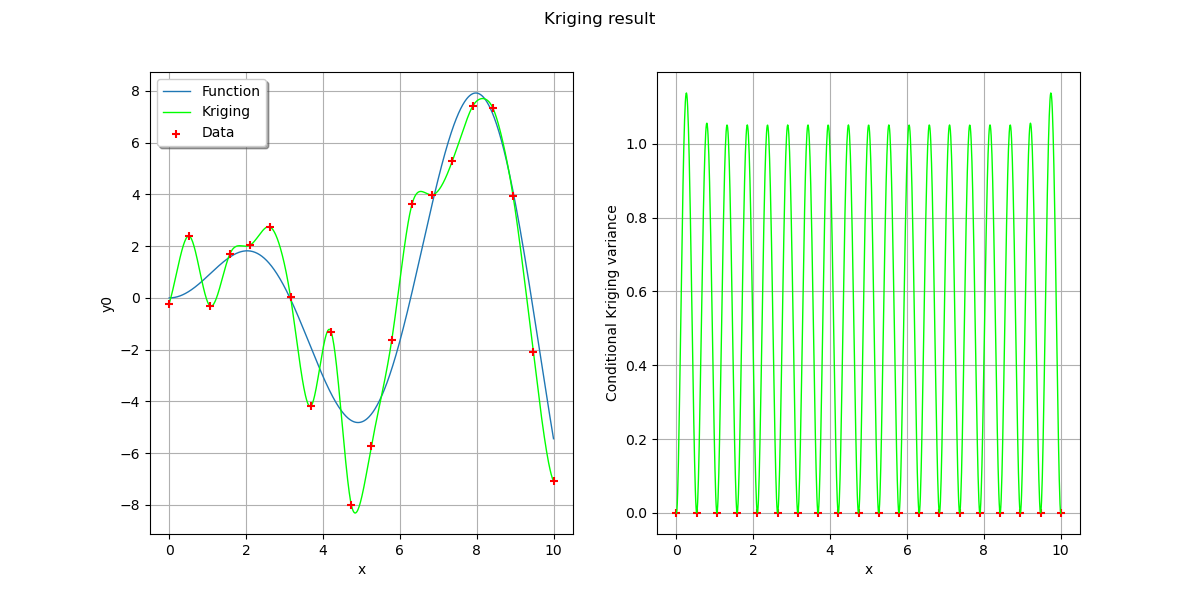 Kriging result
Function
Kriging
Data
8
6
4
2
0
−2
−4
−6
−8
y0
0 2 4 6 8 10
x
1.0
0.8
0.6
0.4
0.2
0.0
Conditional Kriging variance
0 2 4 6 8 10
x